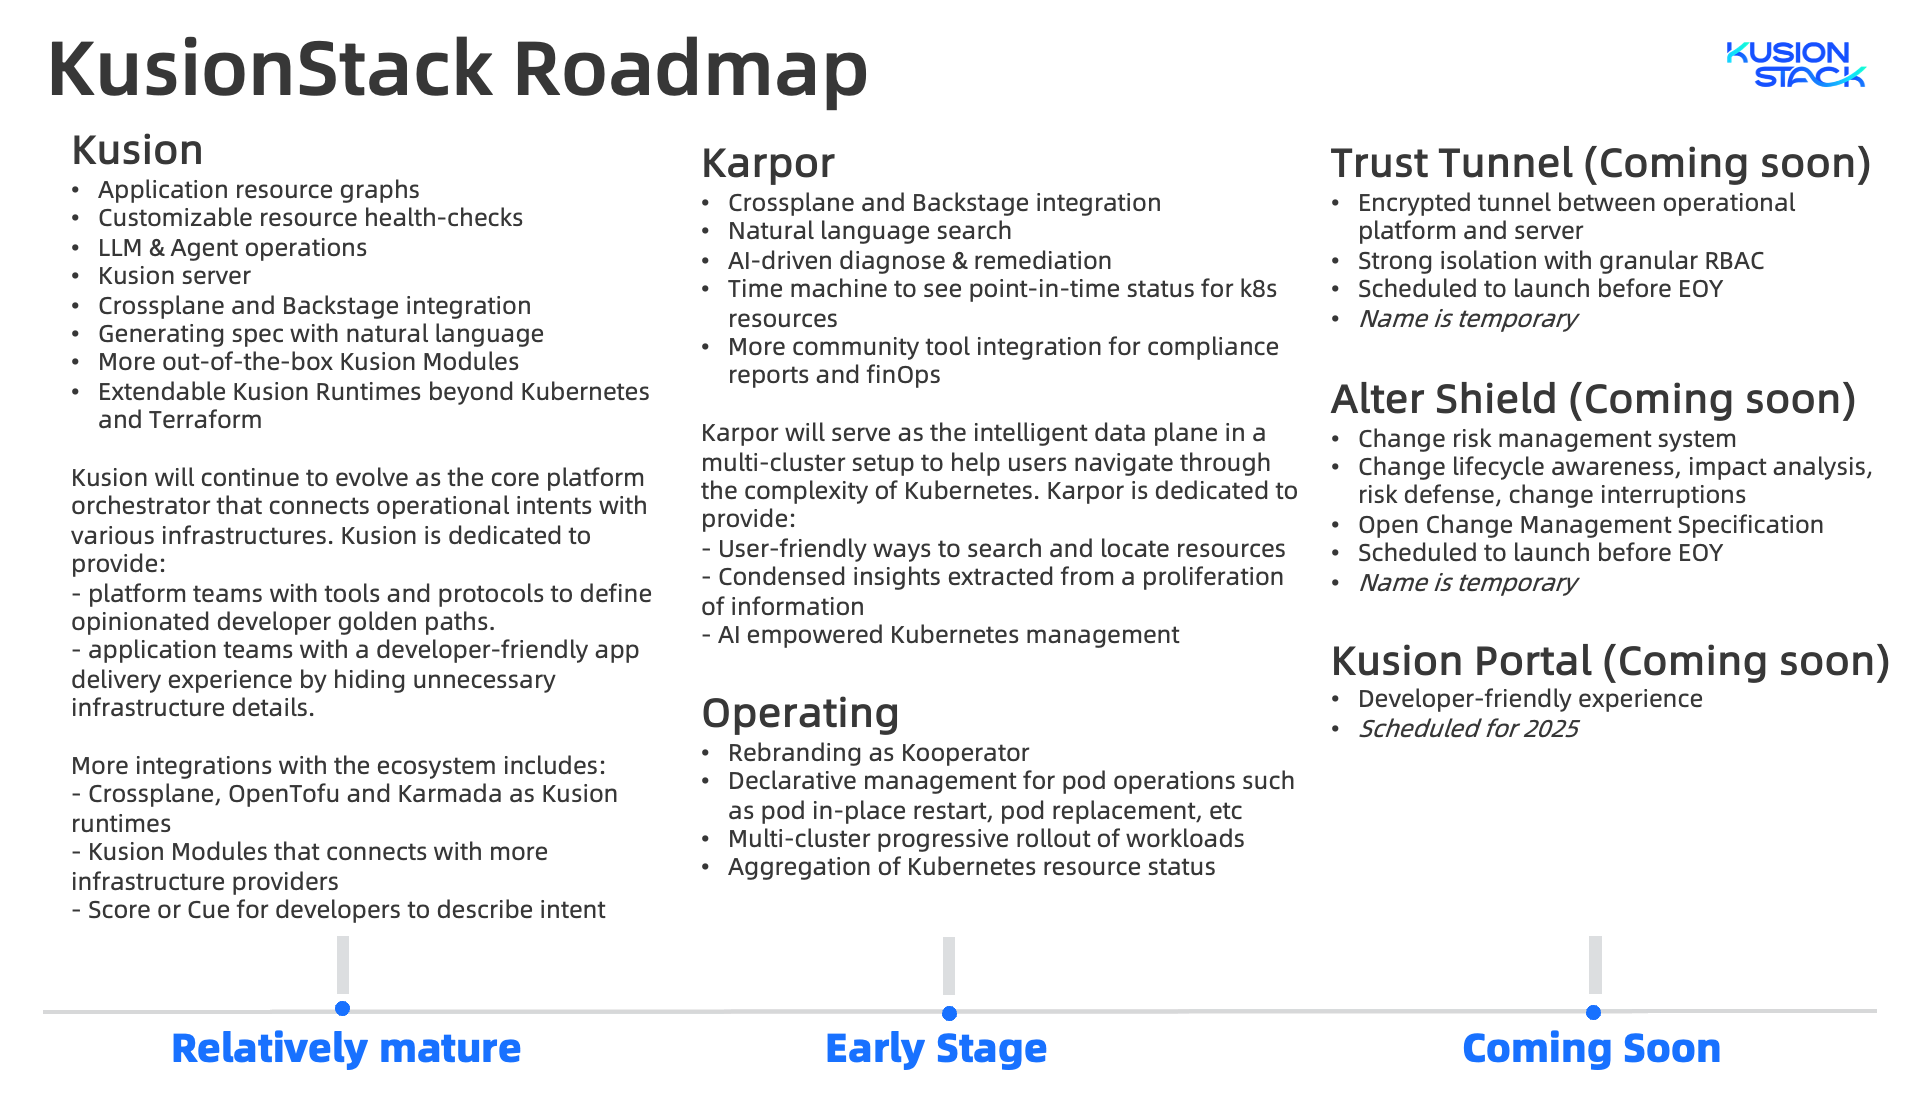 KusionStack Roadmap
KUSION
STACK
Kusion
• Application resource graphs
• Customizable resource health-checks
• LLM & Agent operations
• Kusion server
• Crossplane and Backstage integration
• Generating spec with natural language
• More out-of-the-box Kusion Modules
• Extendable Kusion Runtimes beyond Kubernetes
and Terraform
Kusion will continue to evolve as the core platform
orchestrator that connects operational intents with
various infrastructures. Kusion is dedicated to
provide:
- platform teams with tools and protocols to define
opinionated developer golden paths.
- application teams with a developer-friendly app
delivery experience by hiding unnecessary
infrastructure details.
More integrations with the ecosystem includes:
- Crossplane, OpenTofu and Karmada as Kusion
runtimes
- Kusion Modules that connects with more
infrastructure providers
- Score or Cue for developers to describe intent
Karpor
• Crossplane and Backstage integration
• Natural language search
• AI-driven diagnose & remediation
• Time machine to see point-in-time status for k8s
resources
• More community tool integration for compliance
reports and finOps
Karpor will serve as the intelligent data plane in a
multi-cluster setup to help users navigate through
the complexity of Kubernetes. Karpor is dedicated to
provide:
- User-friendly ways to search and locate resources
- Condensed insights extracted from a proliferation
of information
- AI empowered Kubernetes management
Operating
• Rebranding as Kooperator
• Declarative management for pod operations such
as pod in-place restart, pod replacement, etc
• Multi-cluster progressive rollout of workloads
• Aggregation of Kubernetes resource status
Trust Tunnel (Coming soon)
• Encrypted tunnel between operational
platform and server
• Strong isolation with granular RBAC
• Scheduled to launch before EOY
• Name is temporary
Alter Shield (Coming soon)
• Change risk management system
• Change lifecycle awareness, impact analysis,
risk defense, change interruptions
• Open Change Management Specification
• Scheduled to launch before EOY
• Name is temporary
Kusion Portal (Coming soon)
• Developer-friendly experience
• Scheduled for 2025
Relatively mature
Early Stage
Coming Soon